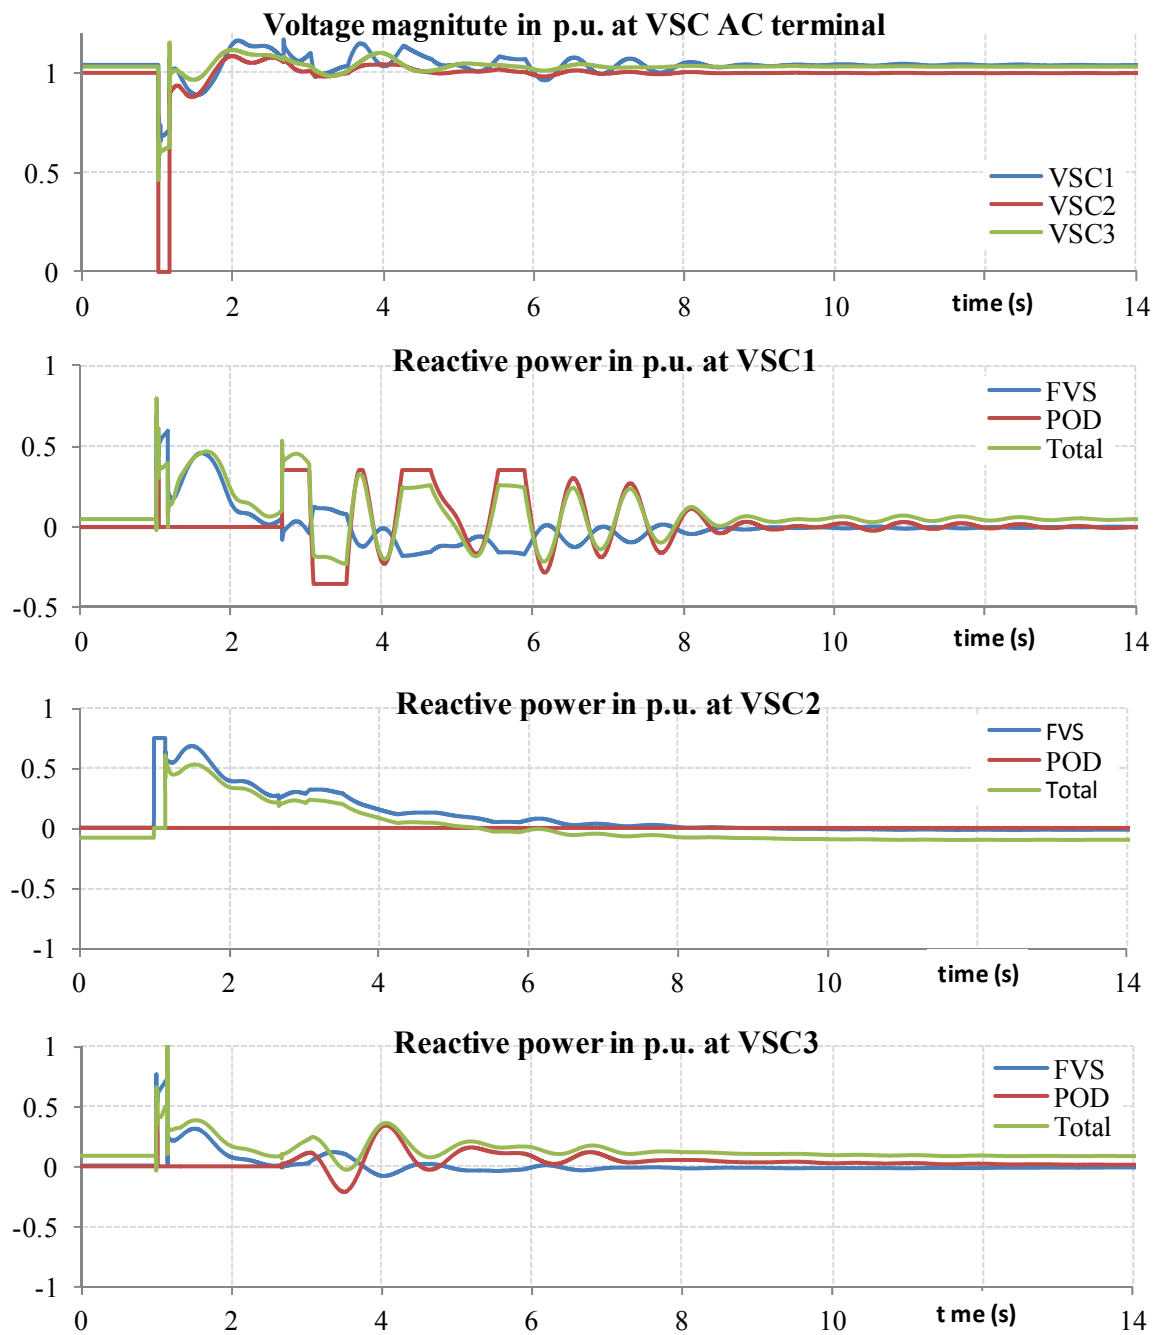 Voltage magnitute in p.u. at VSC AC terminal
1
0.5
0
VSC1
VSC2
VSC3
0 2 4 6 8 10 time (s) 14
Reactive power in p.u. at VSC1
1
0.5
0
-0.5
FVS
POD
Total
0 2 4 6 8 10 time (s) 14
Reactive power in p.u. at VSC2
1
0.5
0
-0.5
-1
FVS
POD
Total
0 2 4 6 8 10 time (s) 14
Reactive power in p.u. at VSC3
1
0.5
0
-0.5
-1
FVS
POD
Total
0 2 4 6 8 10 t me (s) 14